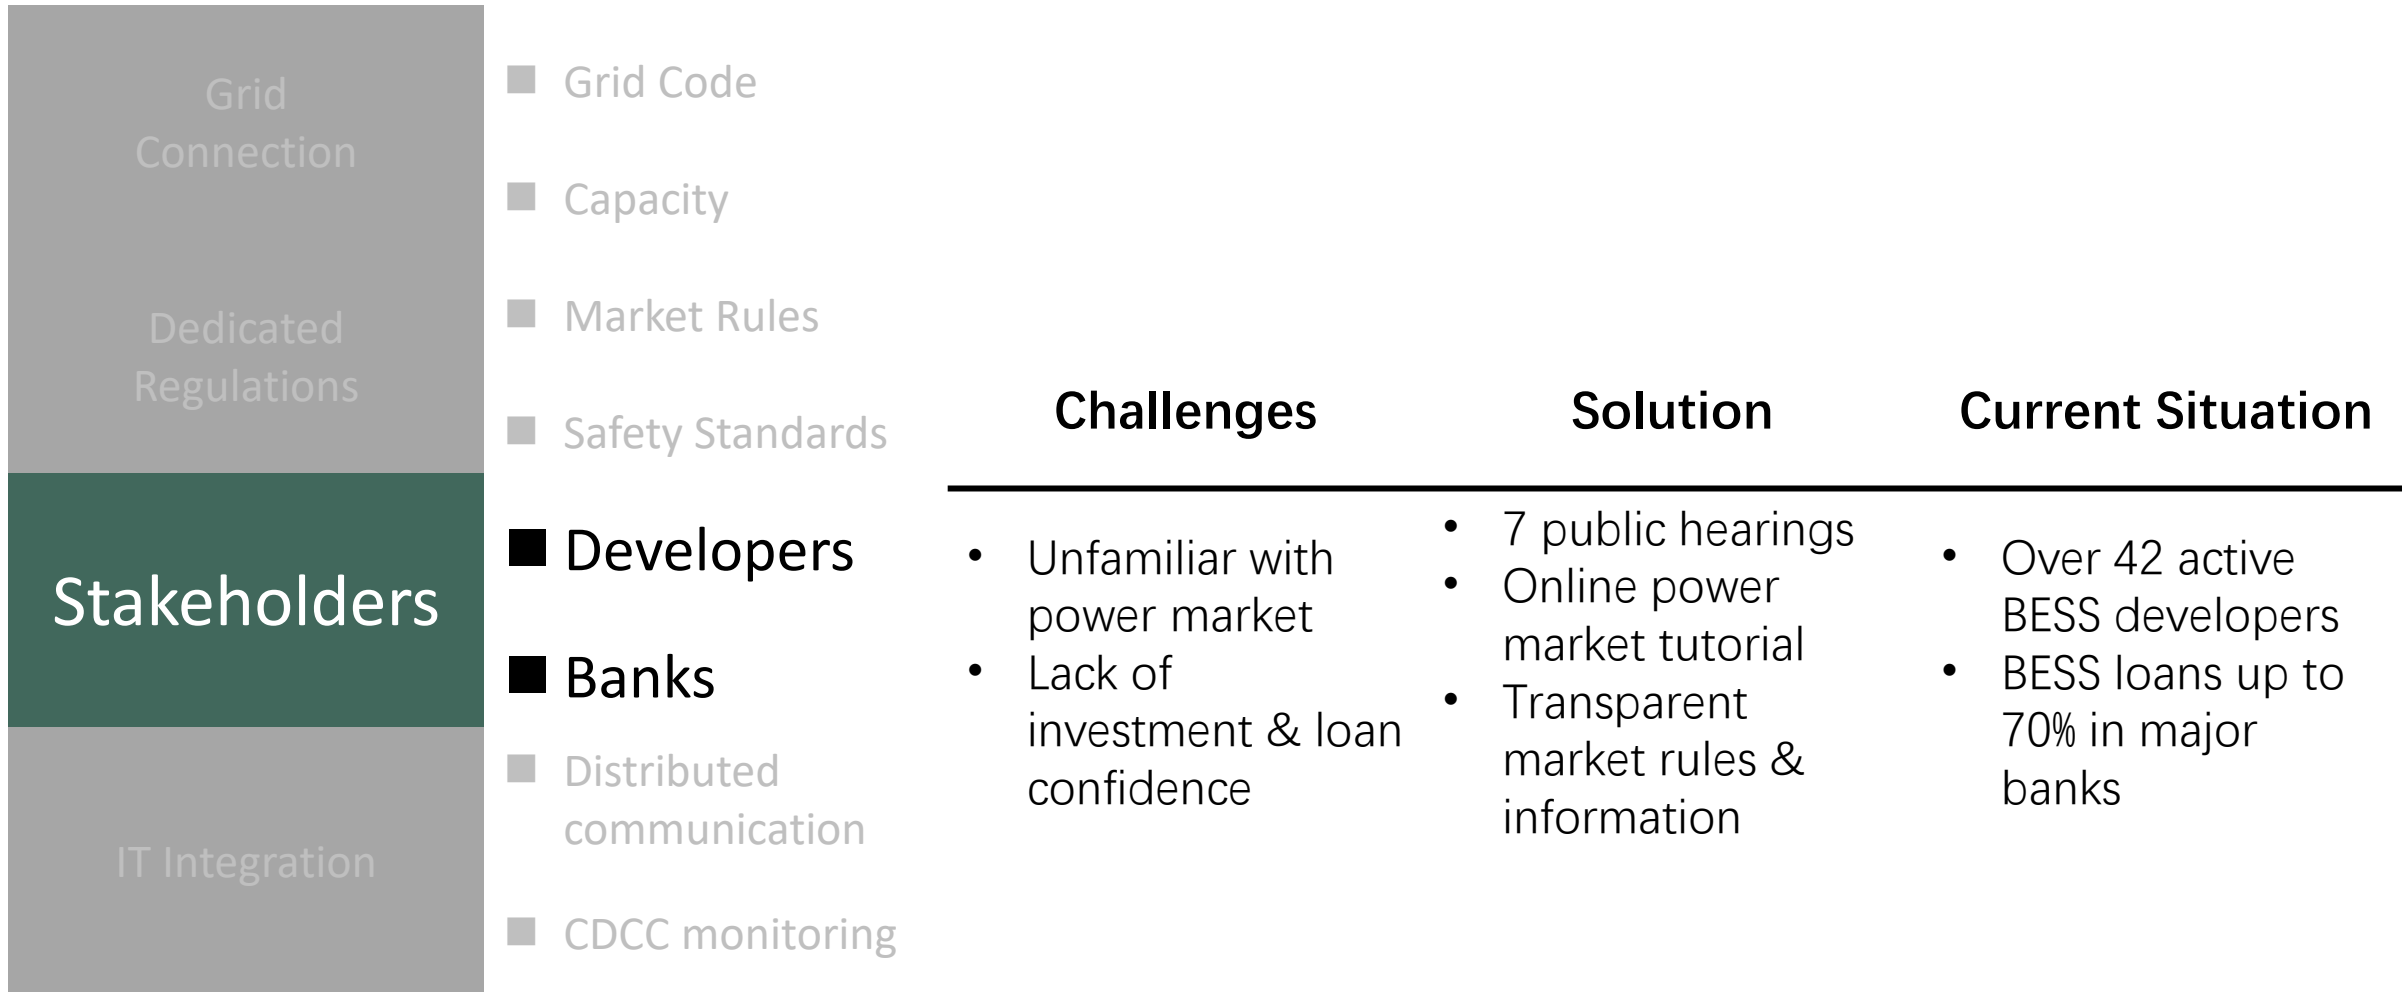 Grid
Connection
Dedicated
Regulations
Stakeholders
IT Integration
■ Grid Code
■ Capacity
■ Market Rules
■ Safety Standards
■ Developers
■ Banks
■ Distributed
communication
■ CDCC monitoring
Challenges
• Unfamiliar with
power market
• Lack of
investment & loan
confidence
Solution
• 7 public hearings
• Online power
market tutorial
• Transparent
market rules &
information
Current Situation
• Over 42 active
BESS developers
• BESS loans up to
70% in major
banks